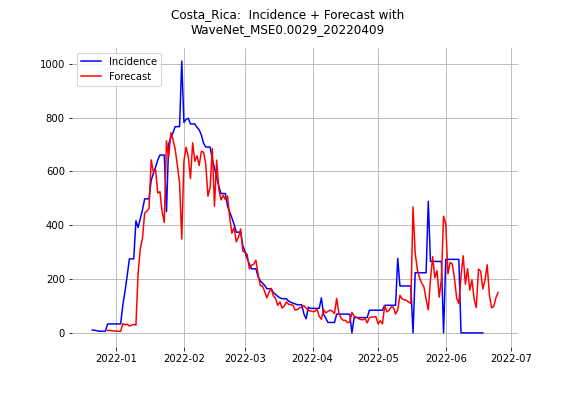 Costa_Rica:  Incidence + Forecast with
WaveNet_MSE0.0029_20220409
Incidence
Forecast
1000
800
600
400
200
0
2022-01 2022-02 2022-03 2022-04 2022-05 2022-06 2022-07